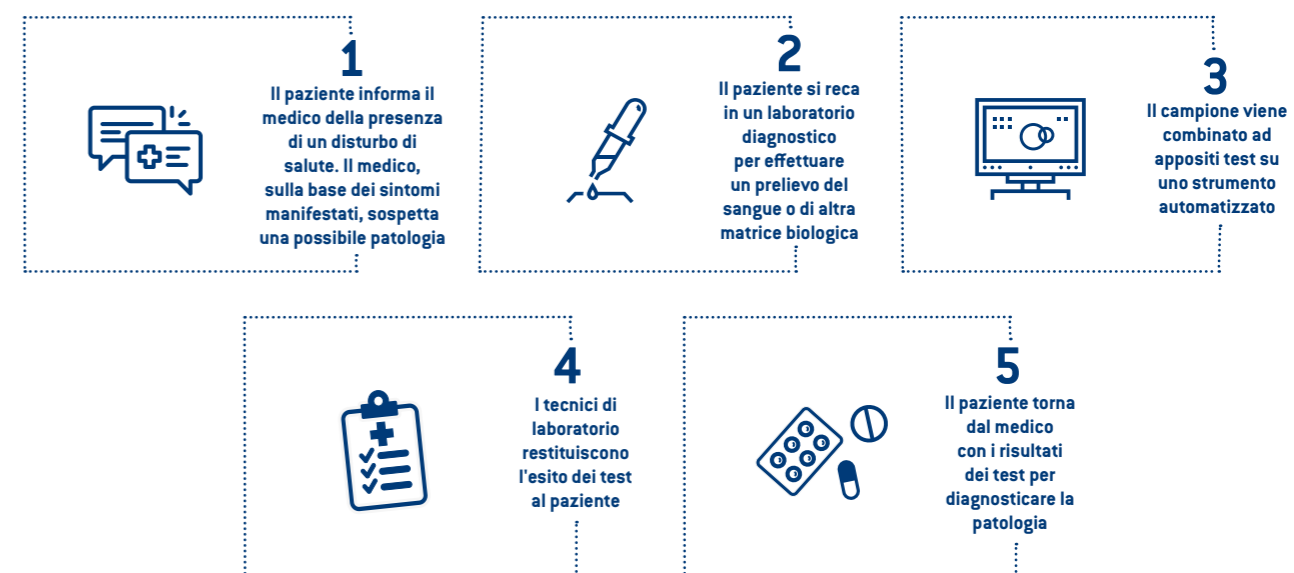 1
Il paziente informa il
medico della presenza
di un disturbo di
salute. Il medico,
sulla base dei sintomi
manifestati, sospetta
una possibile patologia
2
Il paziente si reca
in un laboratorio
diagnostico
per effettuare
un prelievo del
sangue o di altra
matrice biologica
3
Il campione viene
combinato ad
appositi test su
uno strumento
automatizzato
4
I tecnici di
laboratorio
restituiscono
l'esito dei test
al paziente
5
Il paziente torna
dal medico
con i risultati
dei test per
diagnosticare la
patologia